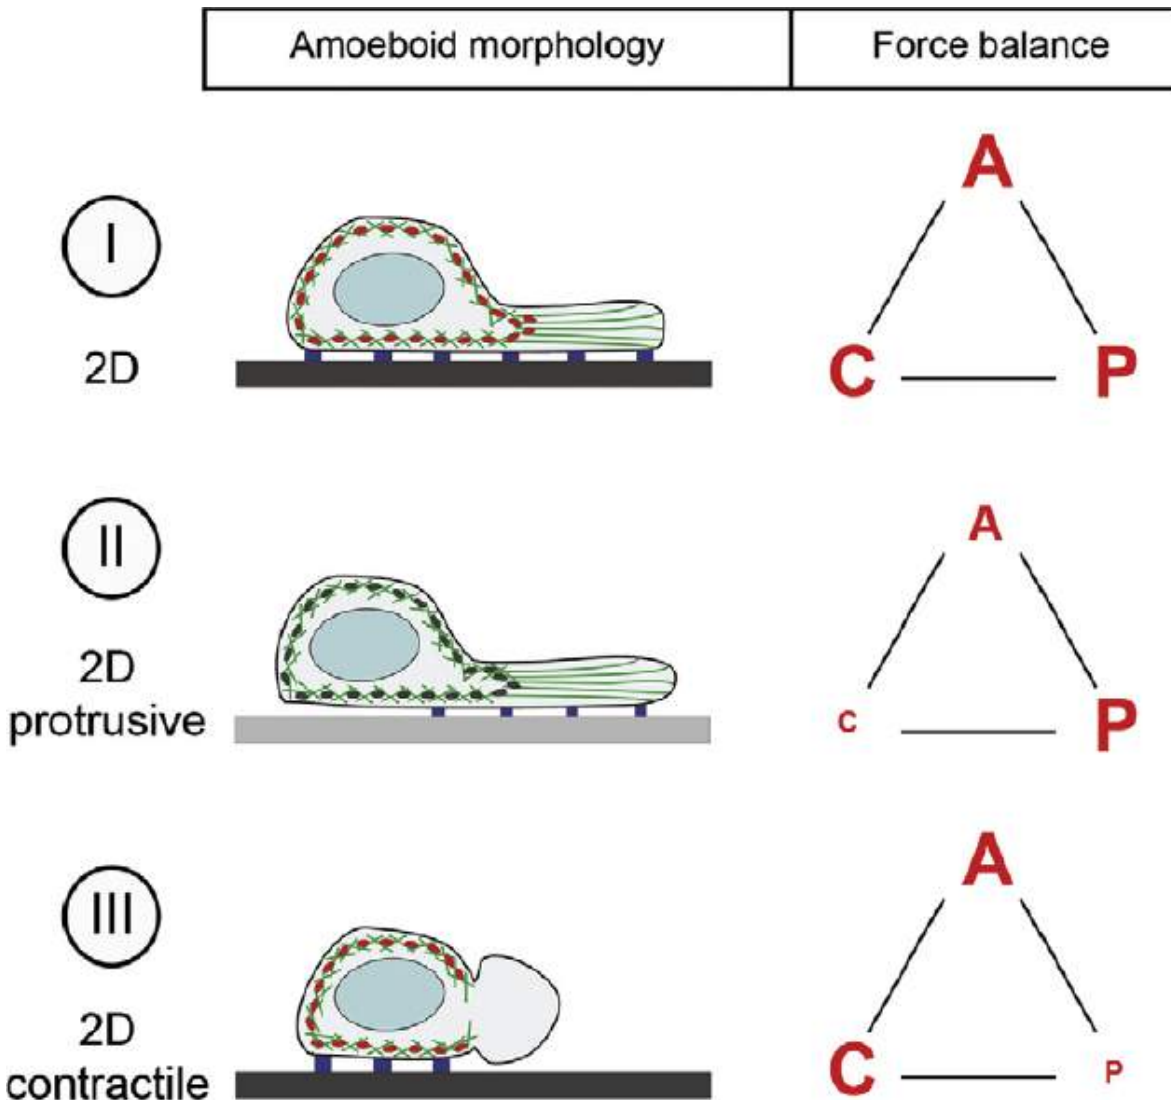 Amoeboid morphology
Force balance
I
2D
A
C
P
II
2D
protrusive
A
C
P
III
2D
contractile
A
C
P